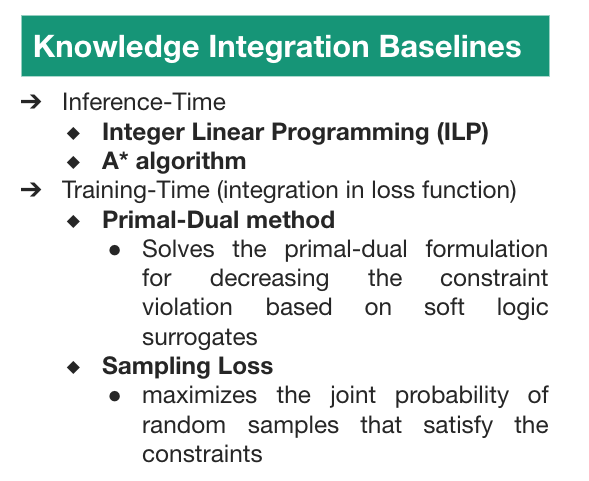 Knowledge Integration Baselines
➔ Inference-Time
◆ Integer Linear Programming (ILP)
◆ A* algorithm
➔ Training-Time (integration in loss function)
◆ Primal-Dual method
● Solves the primal-dual formulation
for decreasing the constraint
violation based on soft logic
surrogates
◆ Sampling Loss
● maximizes the joint probability of
random samples that satisfy the
constraints